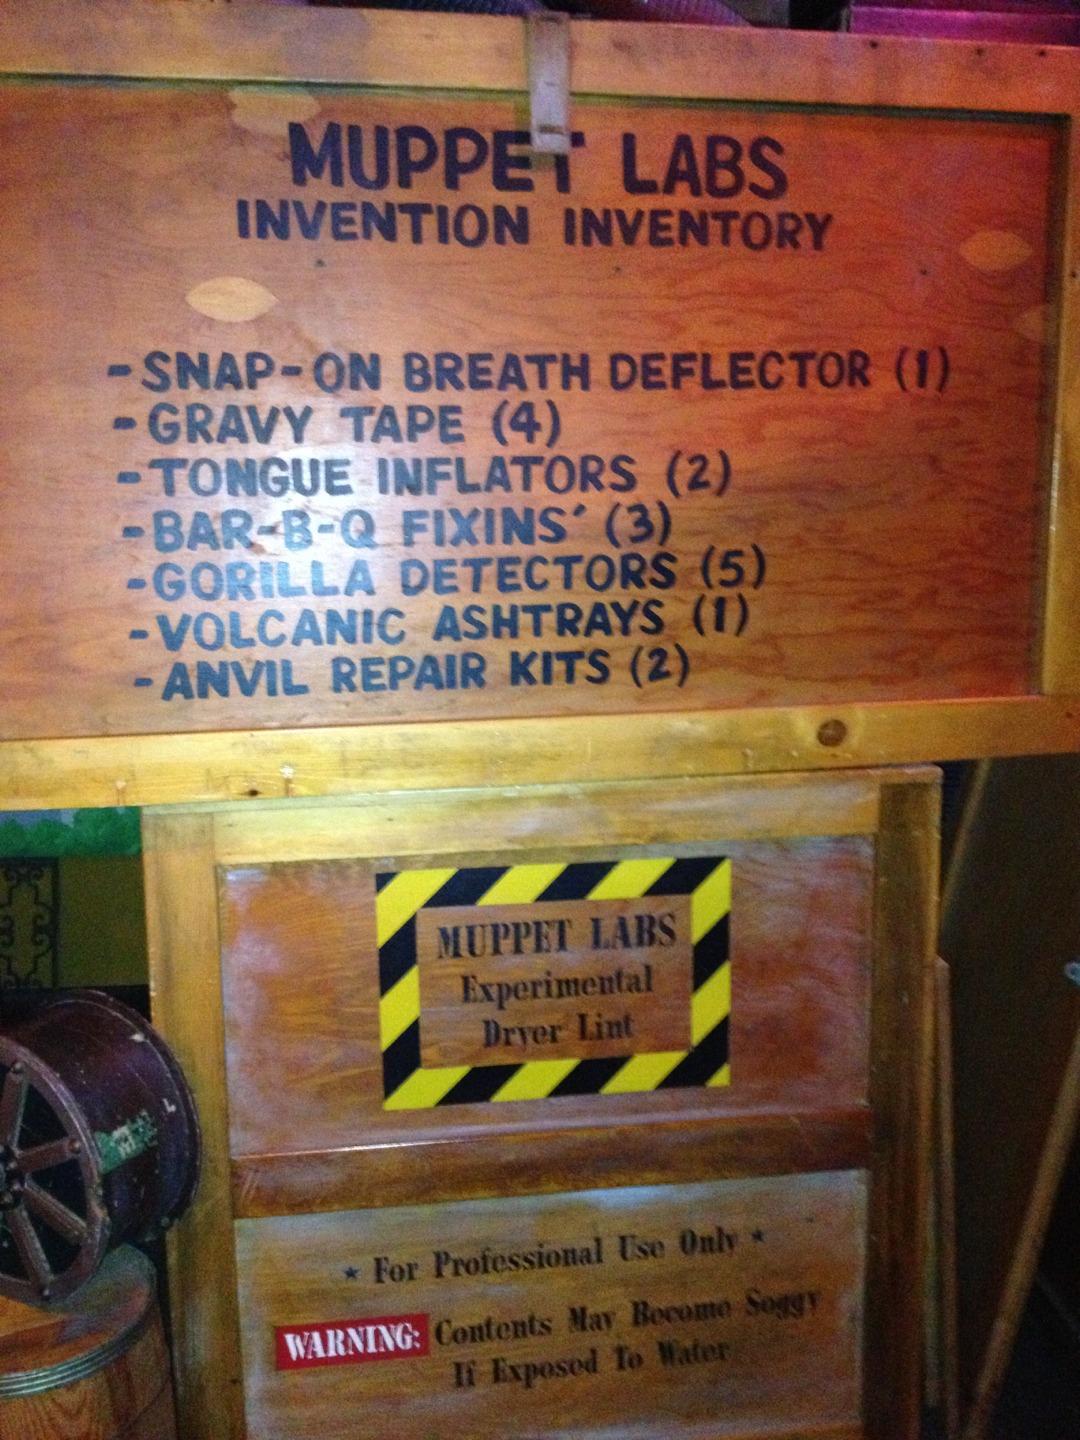 MUPPET LABS
INVENTION INVENTORY
-SNAP-ON BREATH DEFLECTOR (1)
-GRAVY TAPE (4)
-TONGUE INFLATORS (2)
-BAR-B-Q FIXINS' (3)
-GORILLA DETECTORS (5)
-VOLCANIC ASHTRAYS (1)
-ANVIL REPAIR KITS (2)
MUPPET LABS
Experimental
Dryer Lint
★ For Professional Use Only ★
WARNING: Contents May Become Soggy
If Exposed To Water